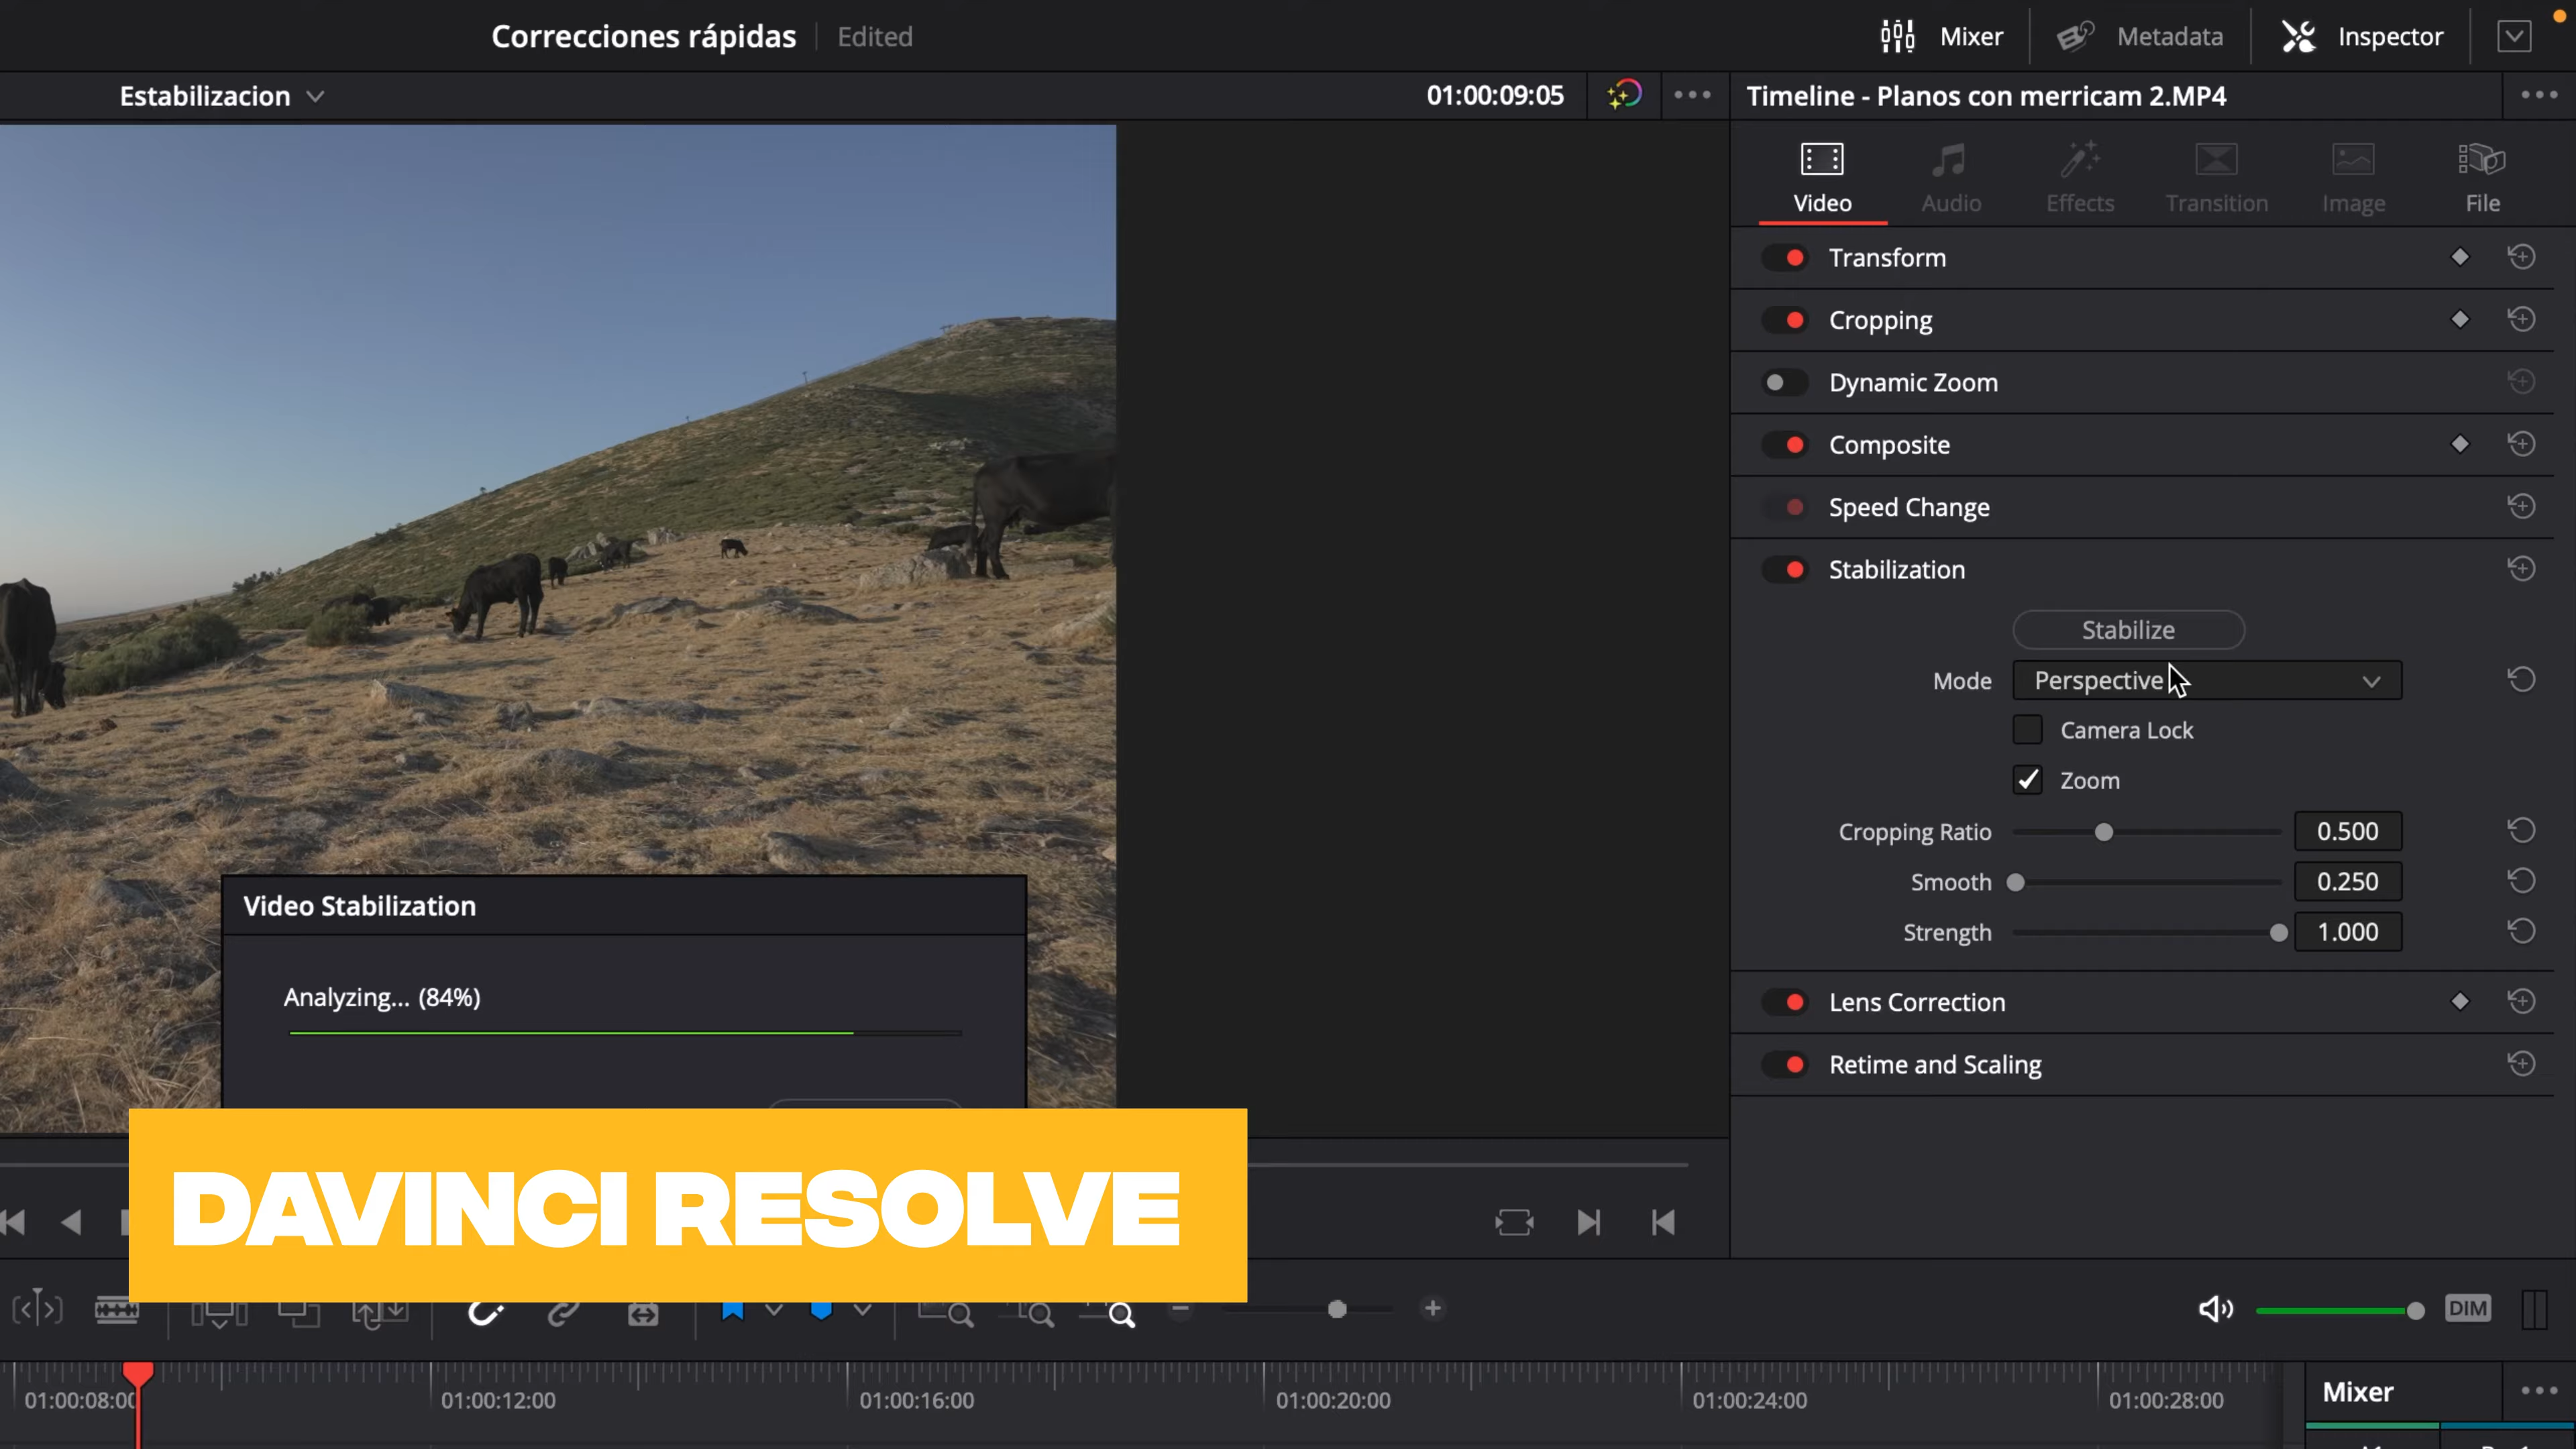 Correcciones rápidas
Edited
Mixer
Metadata
Inspector
Estabilizacion
01:00:09:05
Timeline - Planos con merricam 2.MP4
Video
Audio
Effects
Transition
Image
File
Transform
Cropping
Dynamic Zoom
Composite
Speed Change
Stabilization
Stabilize
Mode
Perspective
Camera Lock
Zoom
Cropping Ratio
0.500
Smooth
0.250
Strength
1.000
Lens Correction
Retime and Scaling
Video Stabilization
Analyzing... (84%)
DAVINCI RESOLVE
DIM
01:00:08:00
01:00:12:00
01:00:16:00
01:00:20:00
01:00:24:00
01:00:28:00
Mixer